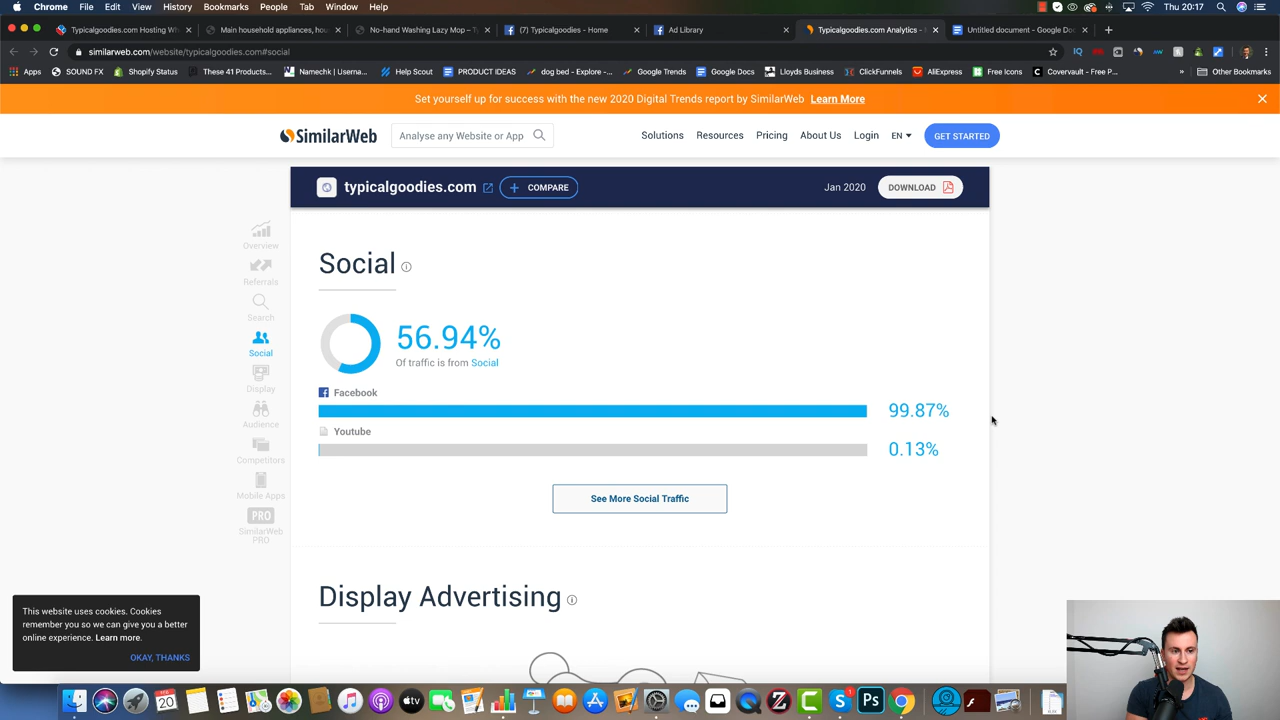 Chrome File Edit View History Bookmarks People Tab Window Help
Thu 20:17
Typicalgoodies.com Hosting Wh
Main household appliances, hou
No-hand Washing Lazy Mop – Ty
(7) Typicalgoodies - Home
Ad Library
Typicalgoodies.com Analytics -
Untitled document - Google Doc
similarweb.com/website/typicalgoodies.com#social
Apps SOUND FX Shopify Status These 41 Products... Namechk | Userna... Help Scout PRODUCT IDEAS dog bed - Explore -... Google Trends Google Docs Lloyds Business ClickFunnels AliExpress Free Icons Covervault - Free P... » Other Bookmarks
Set yourself up for success with the new 2020 Digital Trends report by SimilarWeb Learn More
SimilarWeb
Analyse any Website or App
Solutions Resources Pricing About Us Login EN GET STARTED
typicalgoodies.com + COMPARE Jan 2020 DOWNLOAD
Overview
Referrals
Search
Social
Display
Audience
Competitors
Mobile Apps
PRO
SimilarWeb
PRO
Social
56.94%
Of traffic is from Social
Facebook
99.87%
Youtube
0.13%
See More Social Traffic
Display Advertising
This website uses cookies. Cookies
remember you so we can give you a better
online experience. Learn more.
OKAY, THANKS